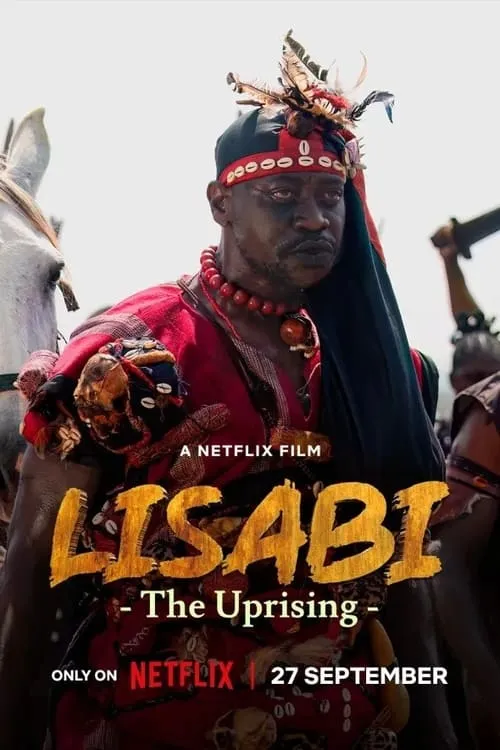 A NETFLIX FILM
LISABI
- The Uprising -
ONLY ON NETFLIX | 27 SEPTEMBER